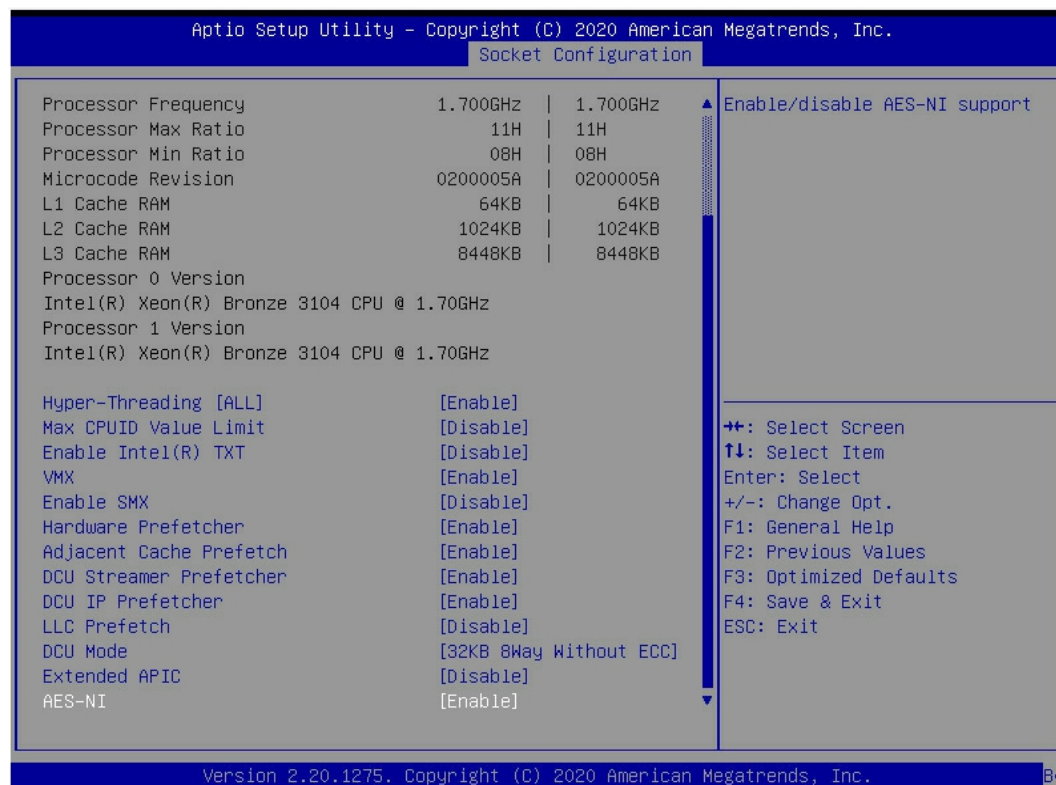 Aptio Setup Utility – Copyright (C) 2020 American Megatrends, Inc.
Socket Configuration
Processor Frequency 1.700GHz | 1.700GHz
Processor Max Ratio 11H | 11H
Processor Min Ratio 08H | 08H
Microcode Revision 0200005A | 0200005A
L1 Cache RAM 64KB | 64KB
L2 Cache RAM 1024KB | 1024KB
L3 Cache RAM 8448KB | 8448KB
Processor 0 Version
Intel(R) Xeon(R) Bronze 3104 CPU @ 1.70GHz
Processor 1 Version
Intel(R) Xeon(R) Bronze 3104 CPU @ 1.70GHz
Hyper-Threading [ALL] [Enable]
Max CPUID Value Limit [Disable]
Enable Intel(R) TXT [Disable]
VMX [Enable]
Enable SMX [Disable]
Hardware Prefetcher [Enable]
Adjacent Cache Prefetch [Enable]
DCU Streamer Prefetcher [Enable]
DCU IP Prefetcher [Enable]
LLC Prefetch [Disable]
DCU Mode [32KB 8Way Without ECC]
Extended APIC [Disable]
AES-NI [Enable]
Enable/disable AES-NI support
→←: Select Screen
↑↓: Select Item
Enter: Select
+/-: Change Opt.
F1: General Help
F2: Previous Values
F3: Optimized Defaults
F4: Save & Exit
ESC: Exit
Version 2.20.1275. Copyright (C) 2020 American Megatrends, Inc.